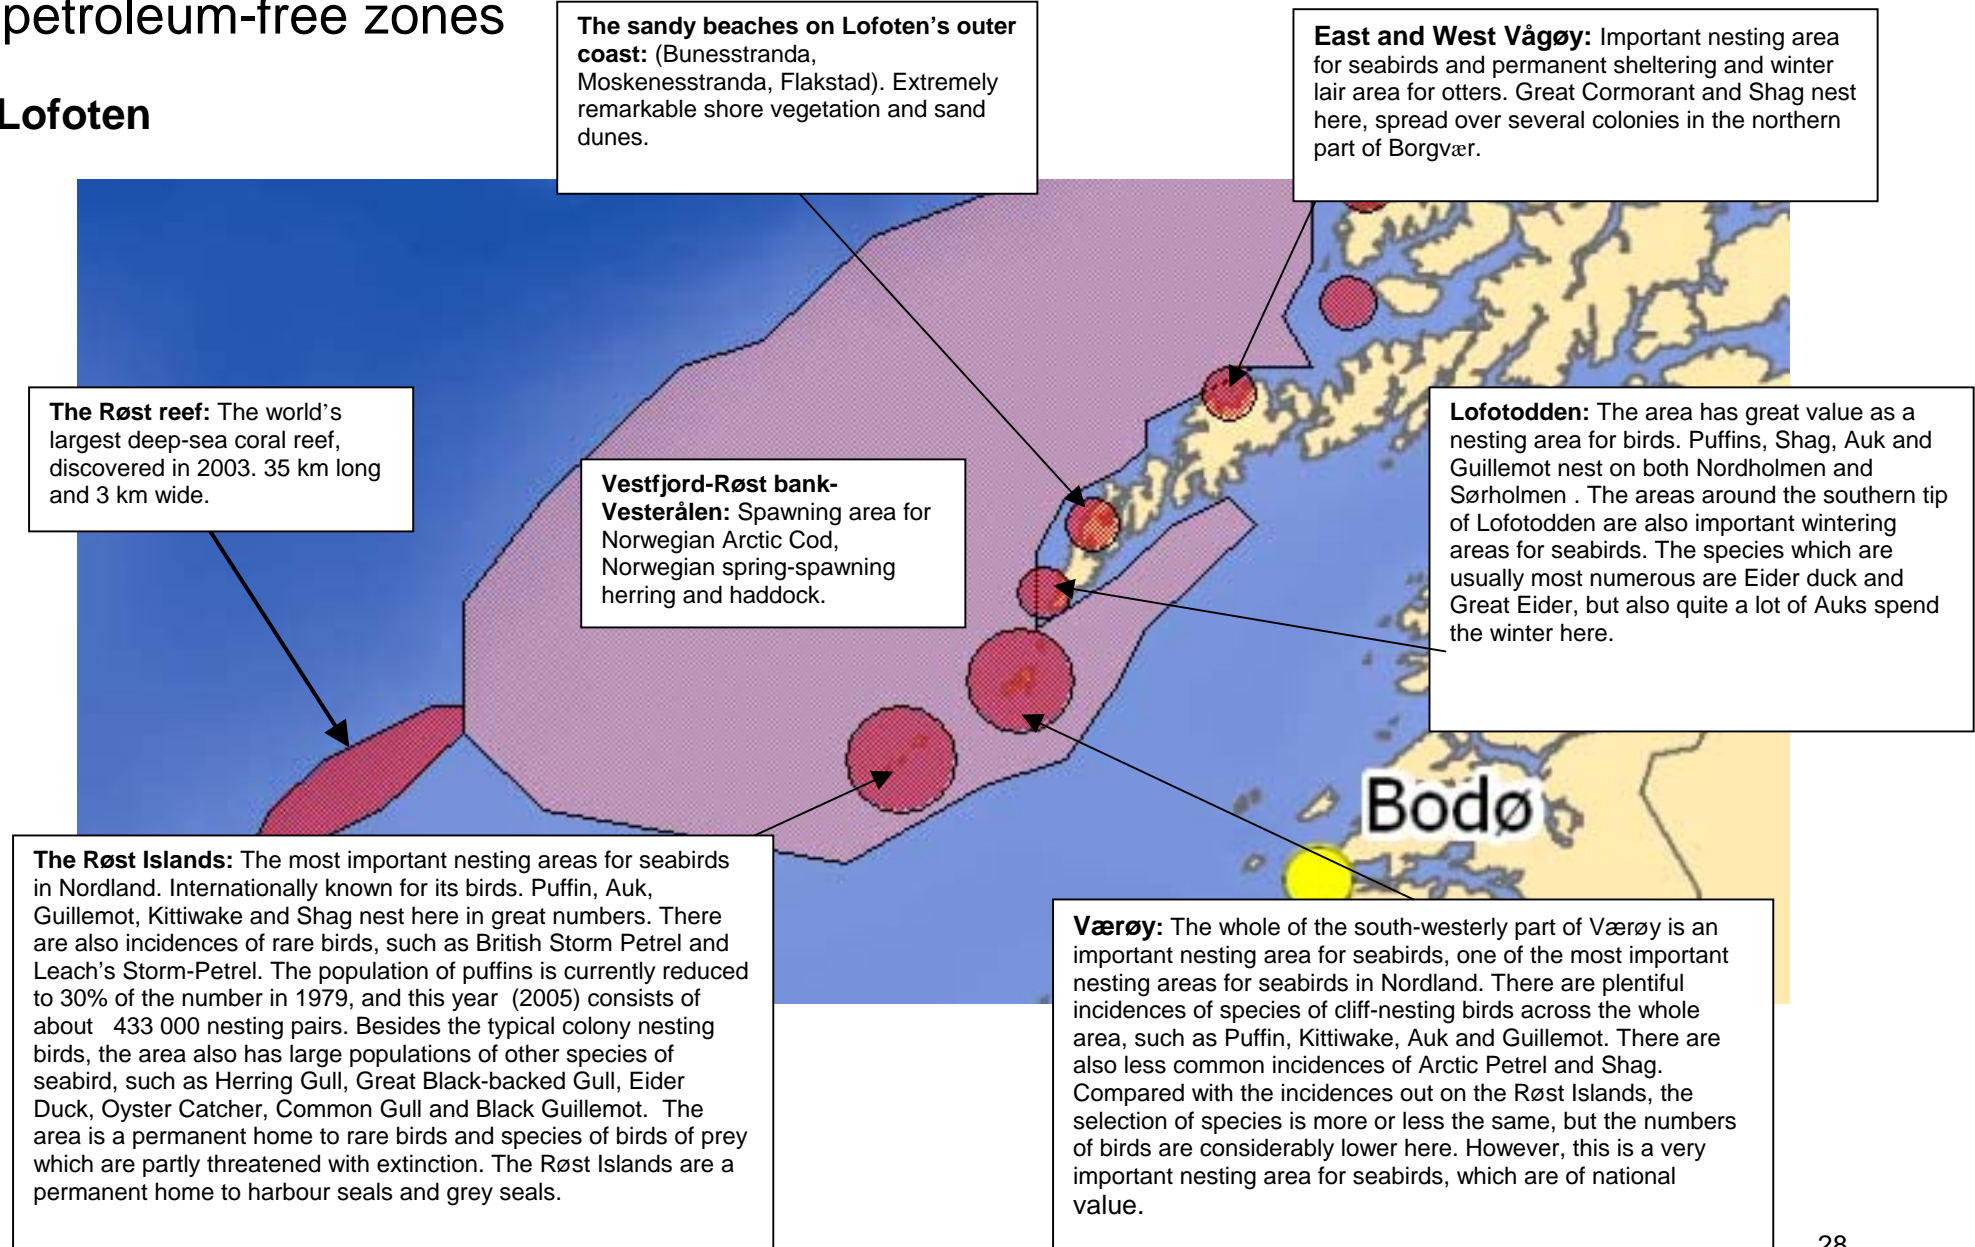 petroleum-free zones
Lofoten
The sandy beaches on Lofoten's outer
coast: (Bunesstranda,
Moskenesstranda, Flakstad). Extremely
remarkable shore vegetation and sand
dunes.
East and West Vågøy: Important nesting area
for seabirds and permanent sheltering and winter
lair area for otters. Great Cormorant and Shag nest
here, spread over several colonies in the northern
part of Borgvær.
The Røst reef: The world's
largest deep-sea coral reef,
discovered in 2003. 35 km long
and 3 km wide.
Vestfjord-Røst bank-
Vesterålen: Spawning area for
Norwegian Arctic Cod,
Norwegian spring-spawning
herring and haddock.
Lofotodden: The area has great value as a
nesting area for birds. Puffins, Shag, Auk and
Guillemot nest on both Nordholmen and
Sørholmen . The areas around the southern tip
of Lofotodden are also important wintering
areas for seabirds. The species which are
usually most numerous are Eider duck and
Great Eider, but also quite a lot of Auks spend
the winter here.
Bodø
The Røst Islands: The most important nesting areas for seabirds
in Nordland. Internationally known for its birds. Puffin, Auk,
Guillemot, Kittiwake and Shag nest here in great numbers. There
are also incidences of rare birds, such as British Storm Petrel and
Leach's Storm-Petrel. The population of puffins is currently reduced
to 30% of the number in 1979, and this year (2005) consists of
about 433 000 nesting pairs. Besides the typical colony nesting
birds, the area also has large populations of other species of
seabird, such as Herring Gull, Great Black-backed Gull, Eider
Duck, Oyster Catcher, Common Gull and Black Guillemot. The
area is a permanent home to rare birds and species of birds of prey
which are partly threatened with extinction. The Røst Islands are a
permanent home to harbour seals and grey seals.
Værøy: The whole of the south-westerly part of Værøy is an
important nesting area for seabirds, one of the most important
nesting areas for seabirds in Nordland. There are plentiful
incidences of species of cliff-nesting birds across the whole
area, such as Puffin, Kittiwake, Auk and Guillemot. There are
also less common incidences of Arctic Petrel and Shag.
Compared with the incidences out on the Røst Islands, the
selection of species is more or less the same, but the numbers
of birds are considerably lower here. However, this is a very
important nesting area for seabirds, which are of national
value.
28